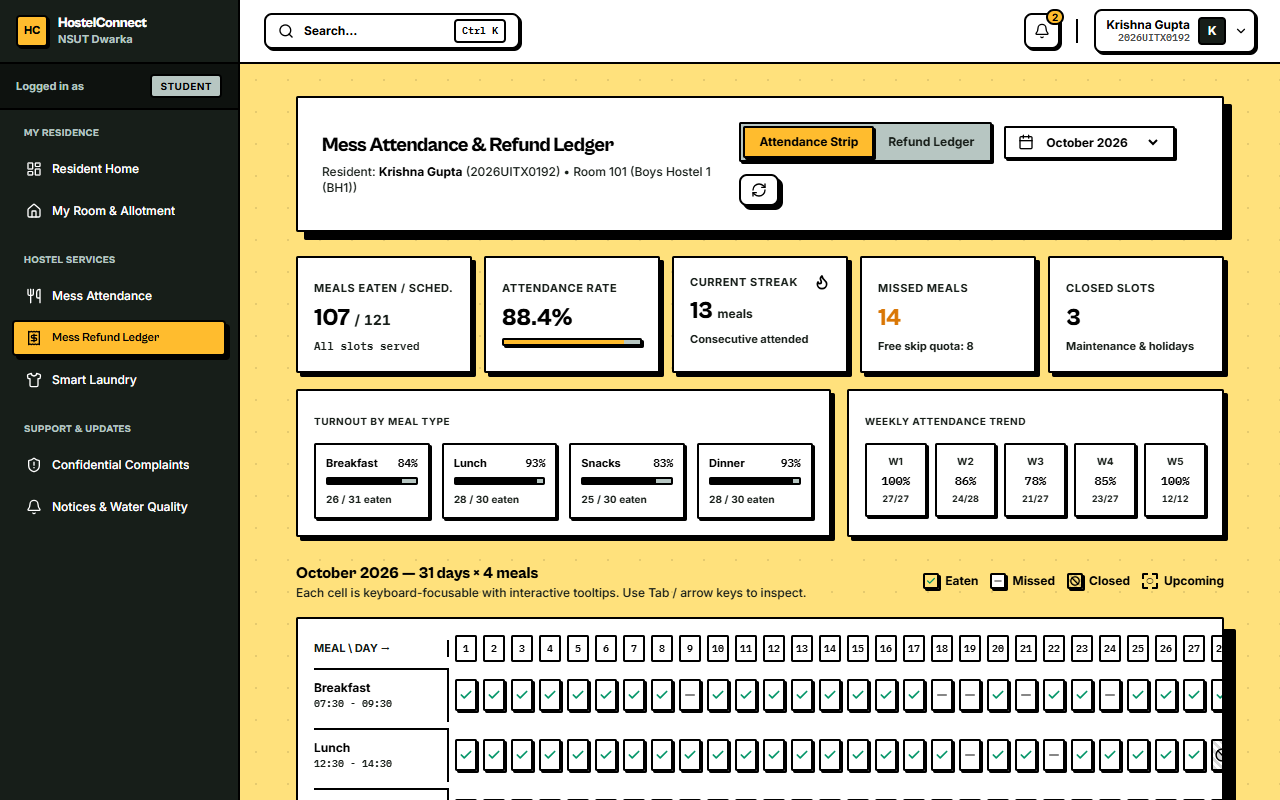 HC
HostelConnect
NSUT Dwarka
Search...
Ctrl K
2
Krishna Gupta
2026UITX0192
K
Logged in as
STUDENT
MY RESIDENCE
Resident Home
My Room & Allotment
HOSTEL SERVICES
Mess Attendance
Mess Refund Ledger
Smart Laundry
SUPPORT & UPDATES
Confidential Complaints
Notices & Water Quality
Mess Attendance & Refund Ledger
Resident: Krishna Gupta (2026UITX0192) • Room 101 (Boys Hostel 1
(BH1))
Attendance Strip
Refund Ledger
October 2026
MEALS EATEN / SCHED.
107 / 121
All slots served
ATTENDANCE RATE
88.4%
CURRENT STREAK
13 meals
Consecutive attended
MISSED MEALS
14
Free skip quota: 8
CLOSED SLOTS
3
Maintenance & holidays
TURNOUT BY MEAL TYPE
Breakfast 84%
26 / 31 eaten
Lunch 93%
28 / 30 eaten
Snacks 83%
25 / 30 eaten
Dinner 93%
28 / 30 eaten
WEEKLY ATTENDANCE TREND
W1
100%
27/27
W2
86%
24/28
W3
78%
21/27
W4
85%
23/27
W5
100%
12/12
October 2026 — 31 days × 4 meals
Each cell is keyboard-focusable with interactive tooltips. Use Tab / arrow keys to inspect.
Eaten
Missed
Closed
Upcoming
MEAL \ DAY → 1 2 3 4 5 6 7 8 9 10 11 12 13 14 15 16 17 18 19 20 21 22 23 24 25 26 27
Breakfast
07:30 - 09:30
Lunch
12:30 - 14:30